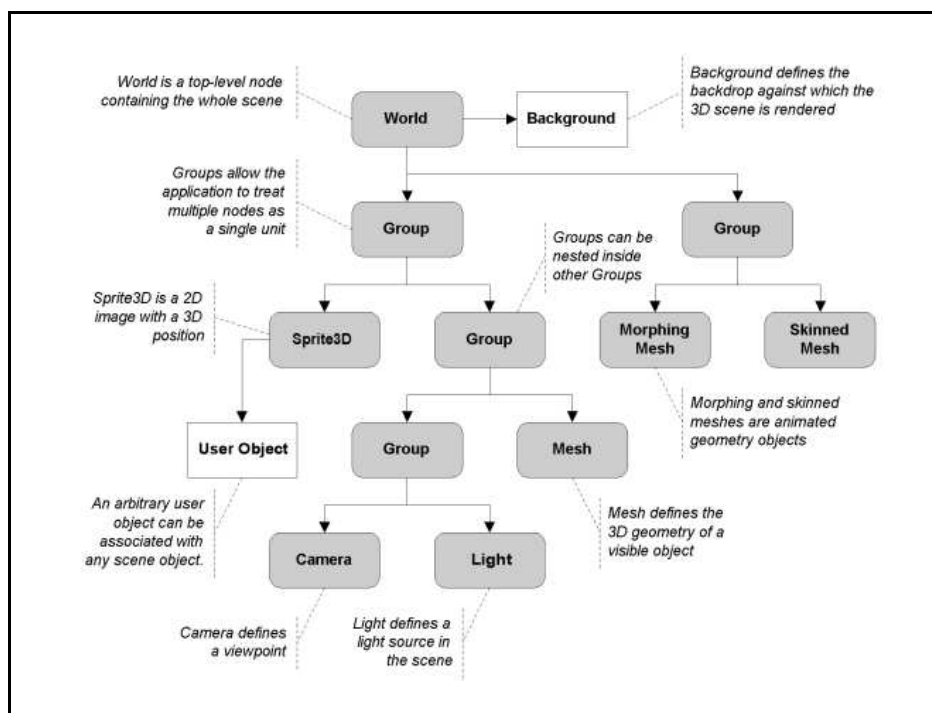 World is a top-level node
containing the whole scene
World
Background
Background defines the
backdrop against which the
3D scene is rendered
Groups allow the
application to treat
multiple nodes as
a single unit
Group
Groups can be
nested inside
other Groups
Group
Sprite3D is a 2D
image with a 3D
position
Sprite3D
Group
Morphing
Mesh
Skinned
Mesh
User Object
Group
Mesh
Morphing and skinned
meshes are animated
geometry objects
An arbitrary user
object can be
associated with
any scene object.
Camera
Light
Mesh defines the
3D geometry of a
visible object
Camera defines
a viewpoint
Light defines a
light source in
the scene